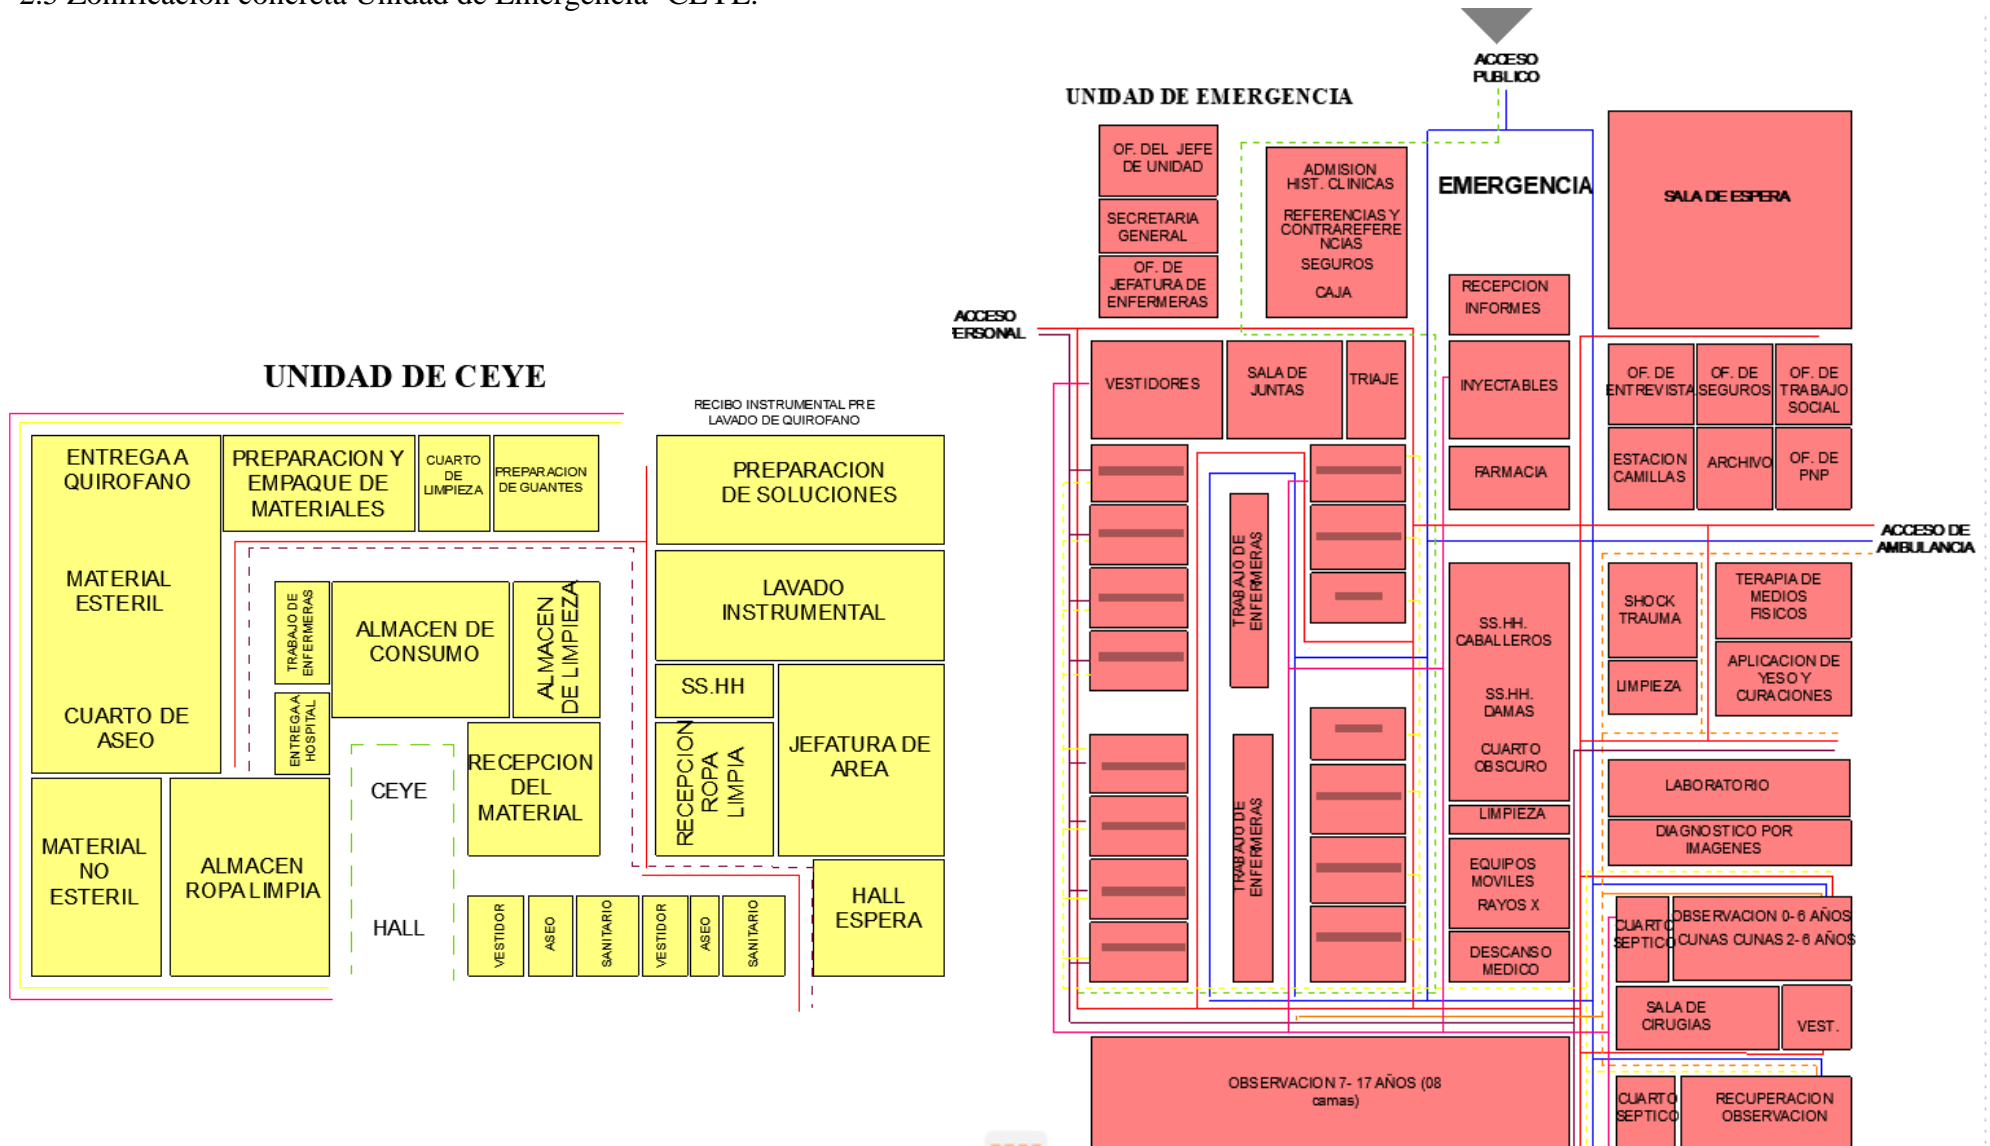 2.3 Zonificación concreta Unidad de Emergencia -CEYE.
UNIDAD DE CEYE
RECIBO INSTRUMENTAL PRE
LAVADO DE QUIROFANO
ENTREGA A
QUIROFANO
MATERIAL
ESTERIL
CUARTO DE
ASEO
PREPARACION Y
EMPAQUE DE
MATERIALES
CUARTO
DE
LIMPIEZA
PREPARACION
DE GUANTES
PREPARACION
DE SOLUCIONES
LAVADO
INSTRUMENTAL
TRABAJO DE
ENFERMERAS
ENTREGA A
HOSPITAL
ALMACEN DE
CONSUMO
ALMACEN
DE LIMPIEZA
SS.HH
RECEPCION
ROPA
LIMPIA
JEFATURA DE
AREA
RECEPCION
DEL
MATERIAL
CEYE
HALL
MATERIAL
NO
ESTERIL
ALMACEN
ROPA LIMPIA
VESTIDOR
ASEO
SANITARIO
VESTIDOR
ASEO
SANITARIO
HALL
ESPERA
ACCESO
PUBLICO
UNIDAD DE EMERGENCIA
OF. DEL JEFE
DE UNIDAD
SECRETARIA
GENERAL
OF. DE
JEFATURA DE
ENFERMERAS
ADMISION
HIST. CLINICAS
REFERENCIAS Y
CONTRAREFERE
NCIAS
SEGUROS
CAJA
EMERGENCIA
SALA DE ESPERA
RECEPCION
INFORMES
ACCESO
PERSONAL
VESTIDORES
SALA DE
JUNTAS
TRIAJE
INYECTABLES
FARMACIA
OF. DE
ENTREVISTA
OF. DE
SEGUROS
OF. DE
TRABAJO
SOCIAL
ESTACION
CAMILLAS
ARCHIVO
OF. DE
PNP
ACCESO DE
AMBULANCIA
TRABAJO DE
ENFERMERAS
TRABAJO DE
ENFERMERAS
SS.HH.
CABALLEROS
SS.HH.
DAMAS
CUARTO
OBSCURO
LIMPIEZA
EQUIPOS
MOVILES
RAYOS X
DESCANSO
MEDICO
SHOCK
TRAUMA
LIMPIEZA
TERAPIA DE
MEDIOS
FISICOS
APLICACION DE
YESO Y
CURACIONES
LABORATORIO
DIAGNOSTICO POR
IMAGENES
CUARTO
SEPTICO
OBSERVACION 0- 6 AÑOS
CUNAS CUNAS 2- 6 AÑOS
SALA DE
CIRUGIAS
VEST.
OBSERVACION 7- 17 AÑOS (08
camas)
CUARTO
SEPTICO
RECUPERACION
OBSERVACION